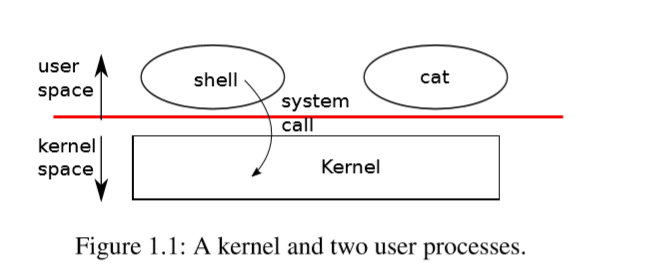 user
space
shell
cat
system
call
kernel
space
Kernel
Figure 1.1: A kernel and two user processes.